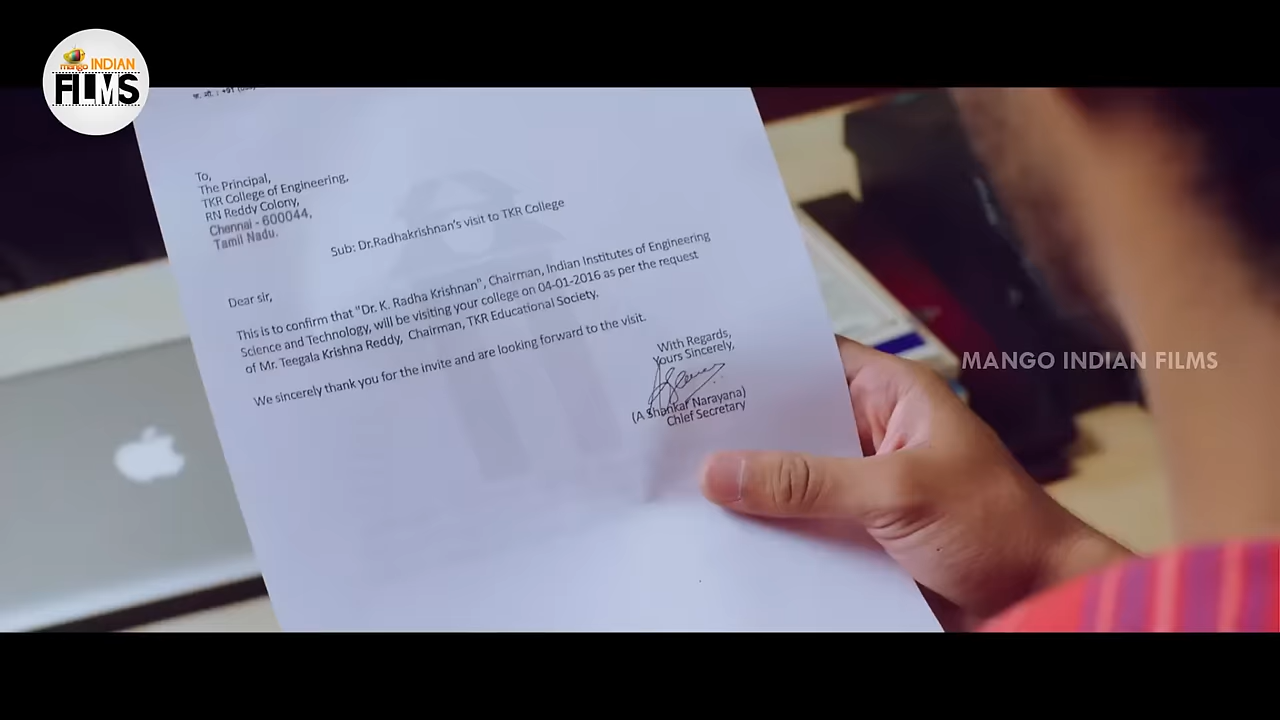 mango INDIAN
FILMS
To,
The Principal,
TKR College of Engineering,
RN Reddy Colony,
Chennai - 600044,
Tamil Nadu.
Sub: Dr.Radhakrishnan's visit to TKR College
Dear sir,
This is to confirm that "Dr. K. Radha Krishnan", Chairman, Indian Institutes of Engineering
Science and Technology, will be visiting your college on 04-01-2016 as per the request
of Mr. Teegala Krishna Reddy, Chairman, TKR Educational Society.
We sincerely thank you for the invite and are looking forward to the visit.
With Regards,
Yours Sincerely,
(A Shankar Narayana)
Chief Secretary
MANGO INDIAN FILMS